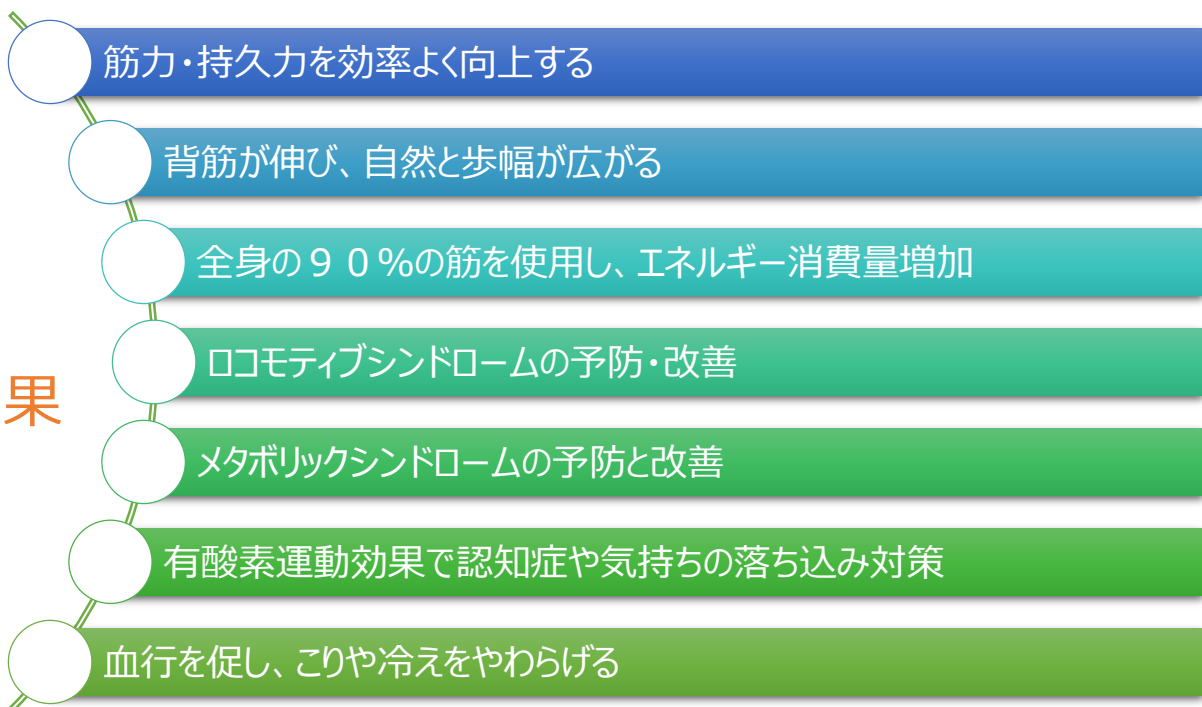 筋力・持久力を効率よく向上する
背筋が伸び、自然と歩幅が広がる
全身の９０%の筋を使用し、エネルギー消費量増加
ロコモティブシンドロームの予防・改善
果
メタボリックシンドロームの予防と改善
有酸素運動効果で認知症や気持ちの落ち込み対策
血行を促し、こりや冷えをやわらげる